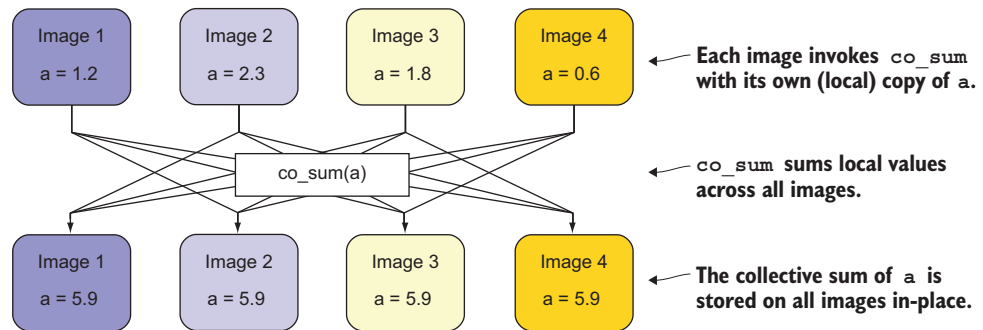 Image 1
a = 1.2
Image 2
a = 2.3
Image 3
a = 1.8
Image 4
a = 0.6
Each image invokes co_sum
with its own (local) copy of a.
co_sum(a)
co_sum sums local values
across all images.
Image 1
a = 5.9
Image 2
a = 5.9
Image 3
a = 5.9
Image 4
a = 5.9
The collective sum of a is
stored on all images in-place.